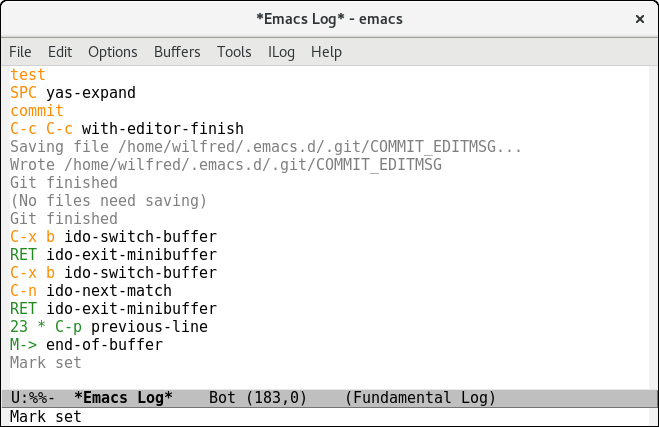 *Emacs Log* - emacs ×
File Edit Options Buffers Tools ILog Help
test
SPC yas-expand
commit
C-c C-c with-editor-finish
Saving file /home/wilfred/.emacs.d/.git/COMMIT_EDITMSG...
Wrote /home/wilfred/.emacs.d/.git/COMMIT_EDITMSG
Git finished
(No files need saving)
Git finished
C-x b ido-switch-buffer
RET ido-exit-minibuffer
C-x b ido-switch-buffer
C-n ido-next-match
RET ido-exit-minibuffer
23 * C-p previous-line
M-> end-of-buffer
Mark set
U:%%- *Emacs Log* Bot (183,0) (Fundamental Log)
Mark set